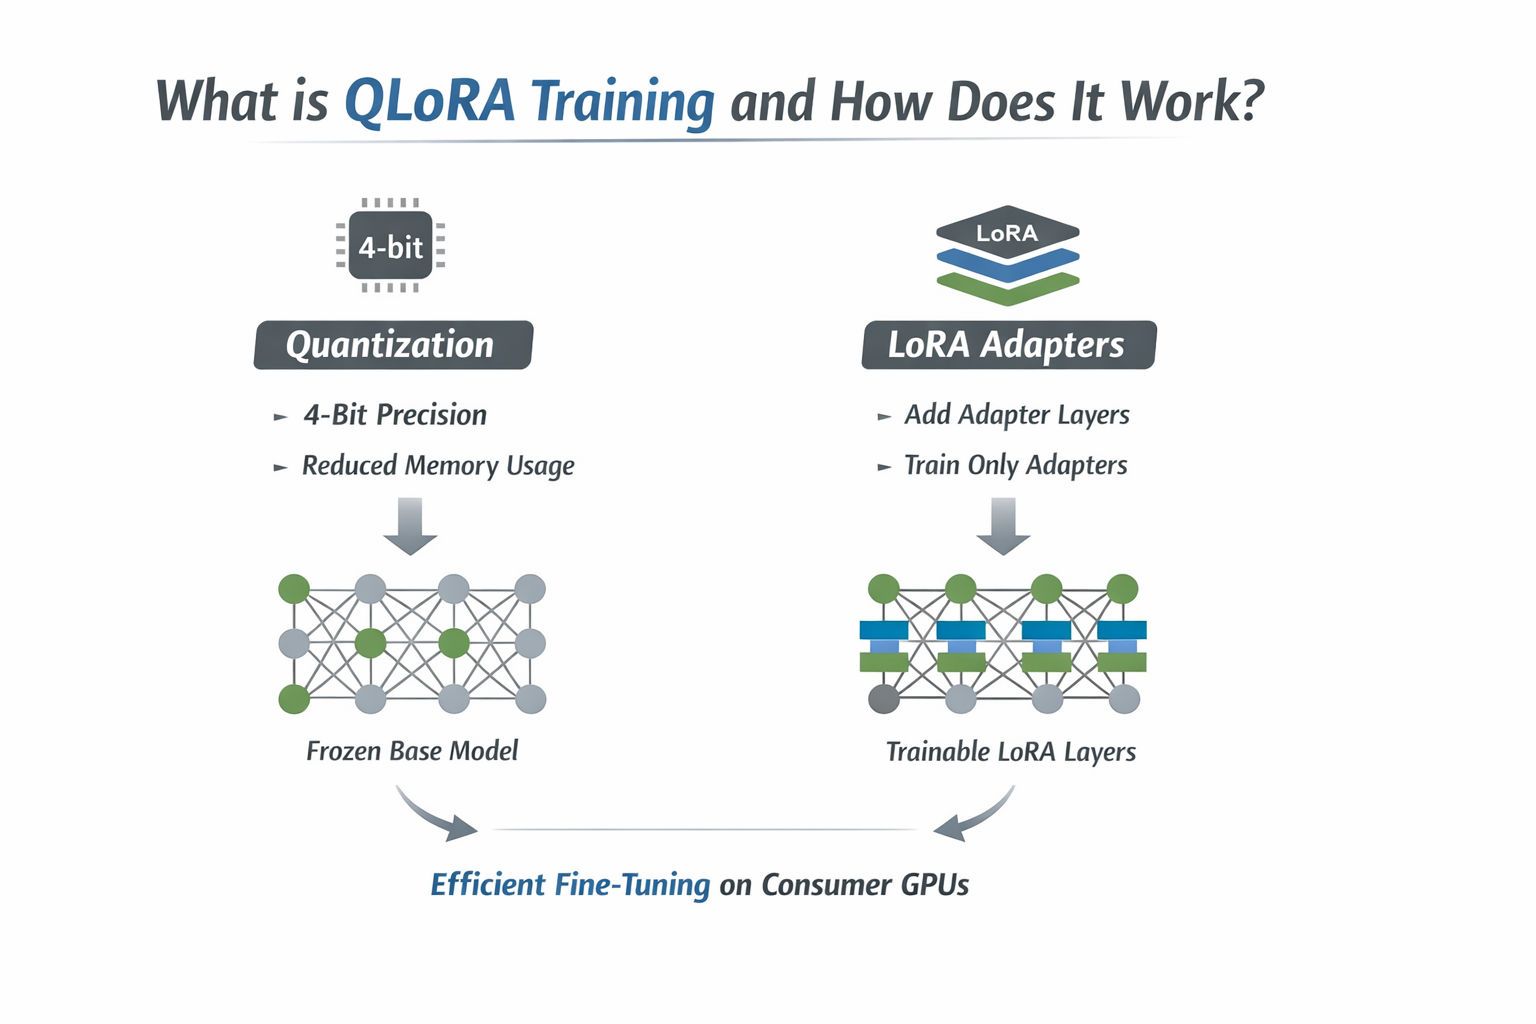 What is QLoRA Training and How Does It Work?
4-bit
Quantization
4-Bit Precision
Reduced Memory Usage
Frozen Base Model
LoRA
LoRA Adapters
Add Adapter Layers
Train Only Adapters
Trainable LoRA Layers
Efficient Fine-Tuning on Consumer GPUs